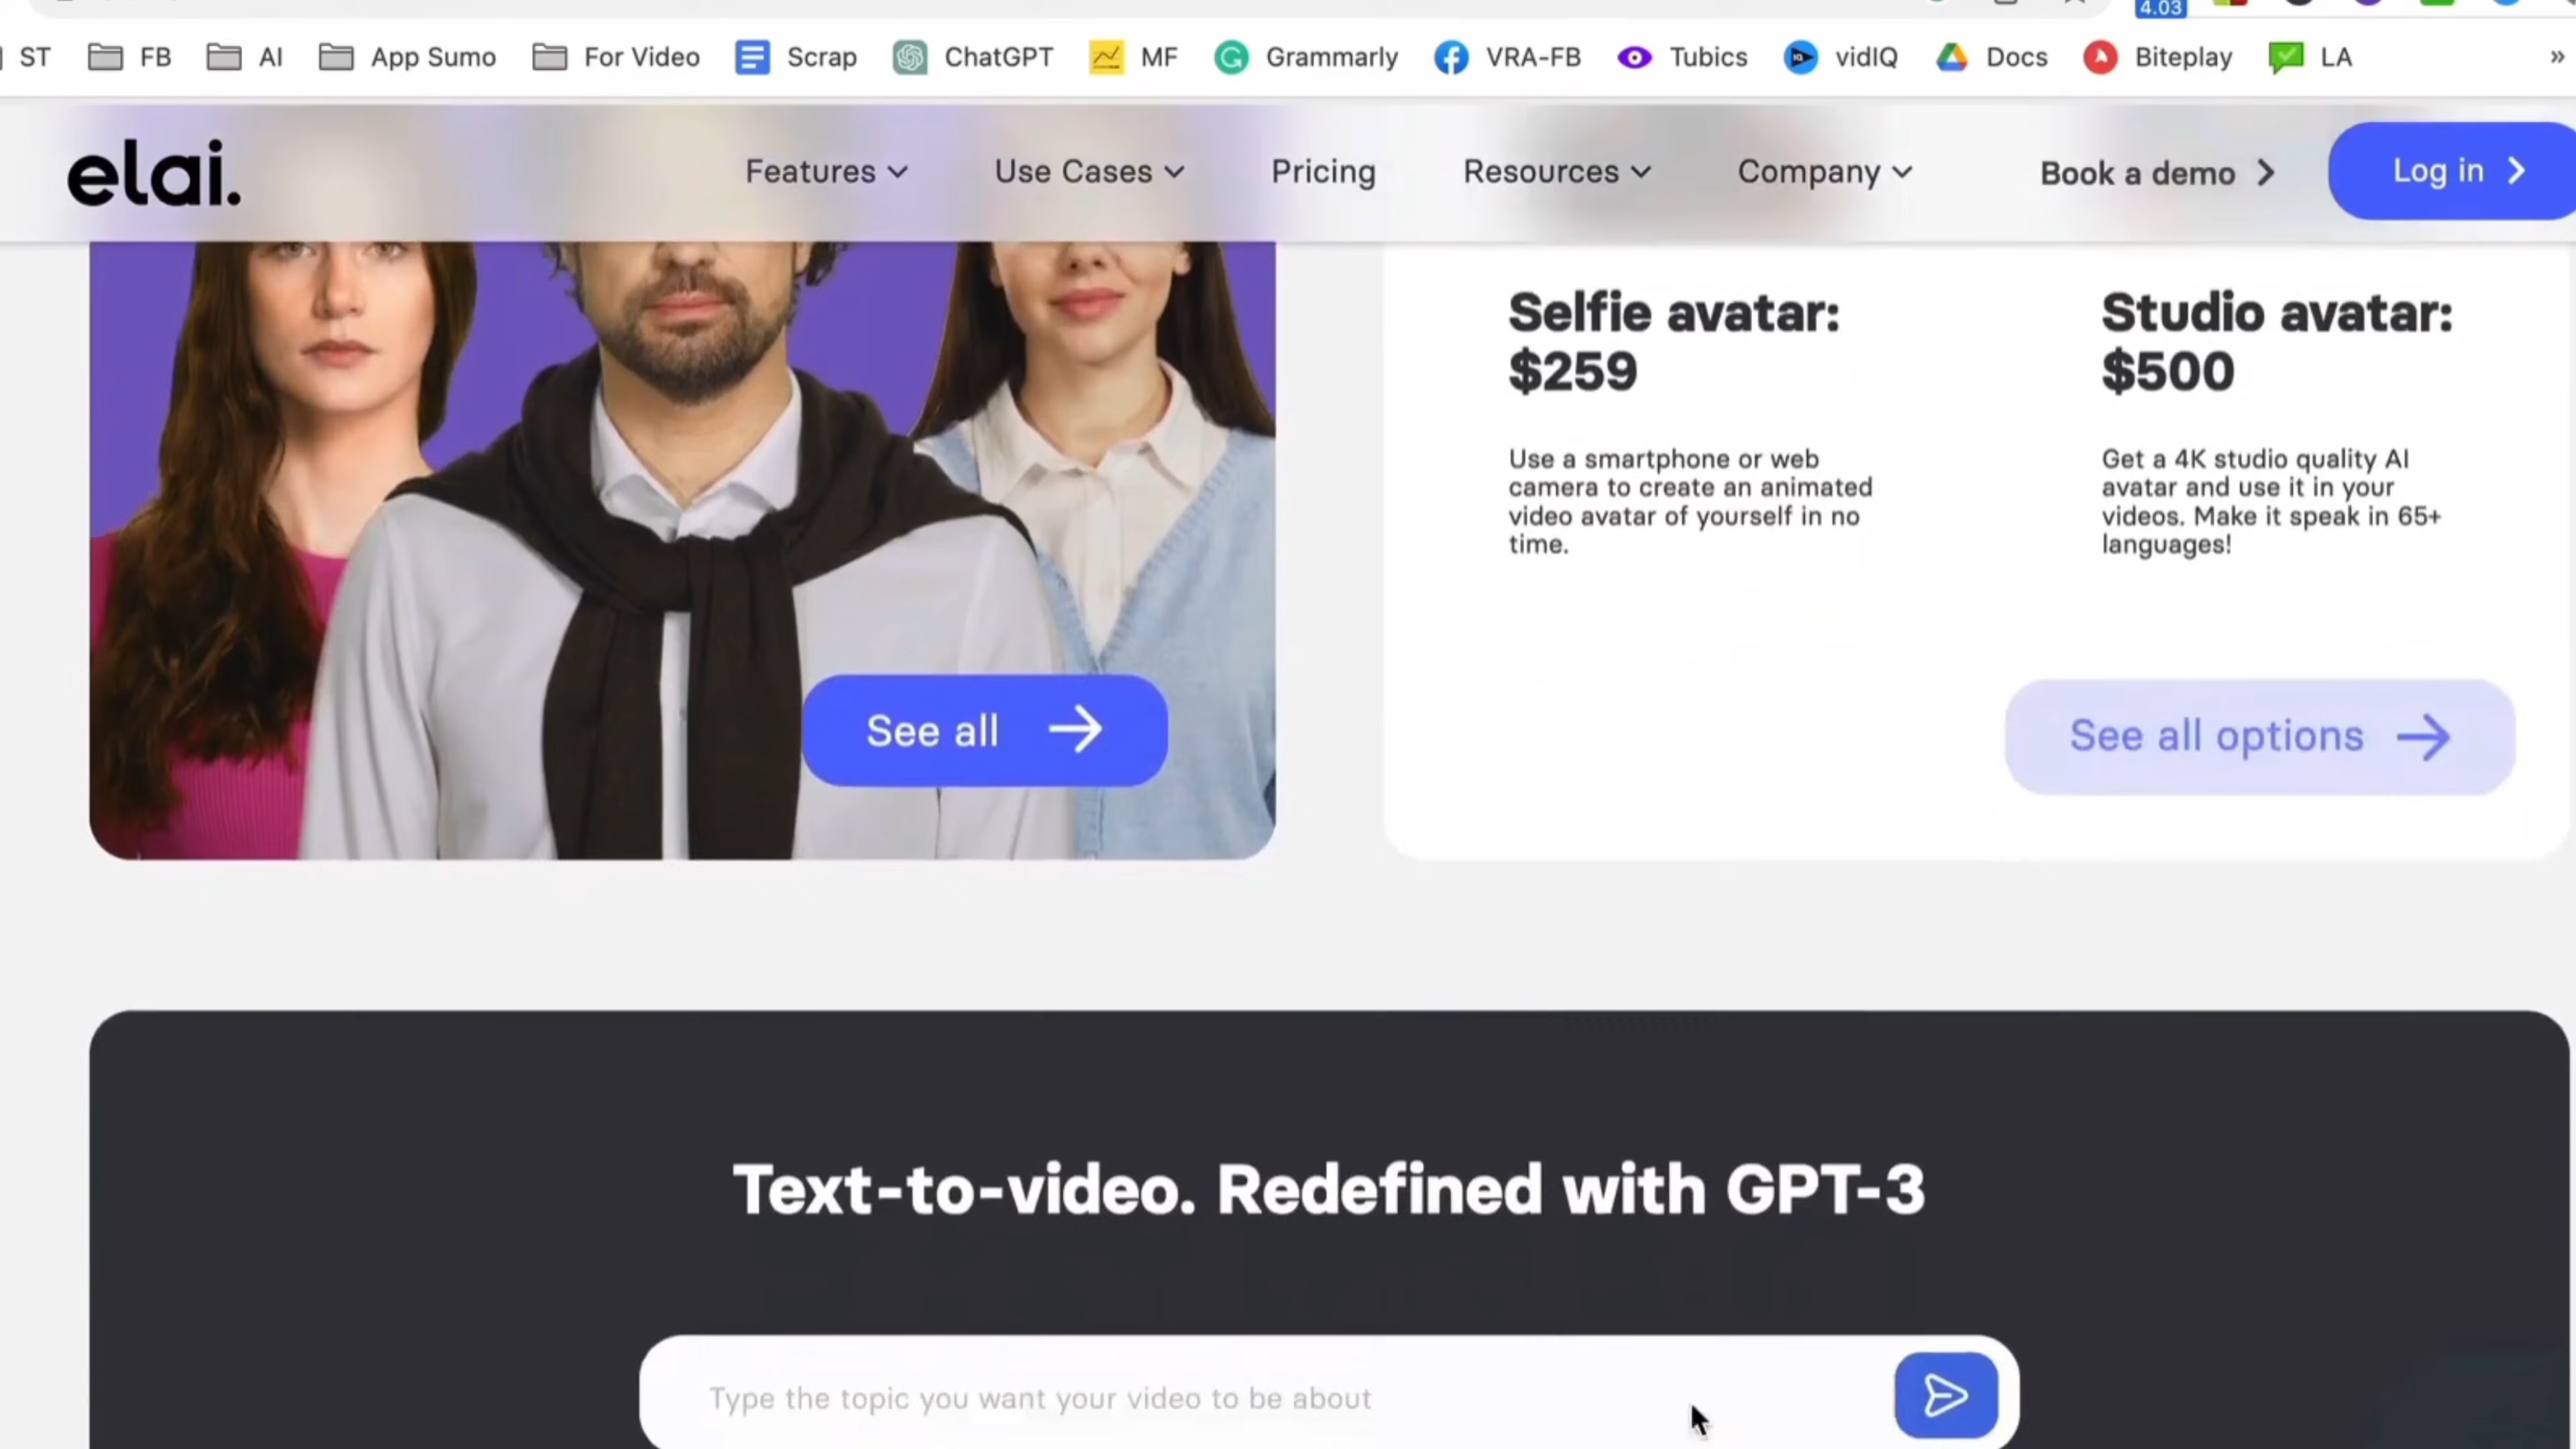 4.03
ST FB AI App Sumo For Video Scrap ChatGPT MF Grammarly VRA-FB Tubics vidIQ Docs Biteplay LA »
elai. Features Use Cases Pricing Resources Company Book a demo Log in
Selfie avatar:
$259
Use a smartphone or web
camera to create an animated
video avatar of yourself in no
time.
Studio avatar:
$500
Get a 4K studio quality AI
avatar and use it in your
videos. Make it speak in 65+
languages!
See all
See all options
Text-to-video. Redefined with GPT-3
Type the topic you want your video to be about